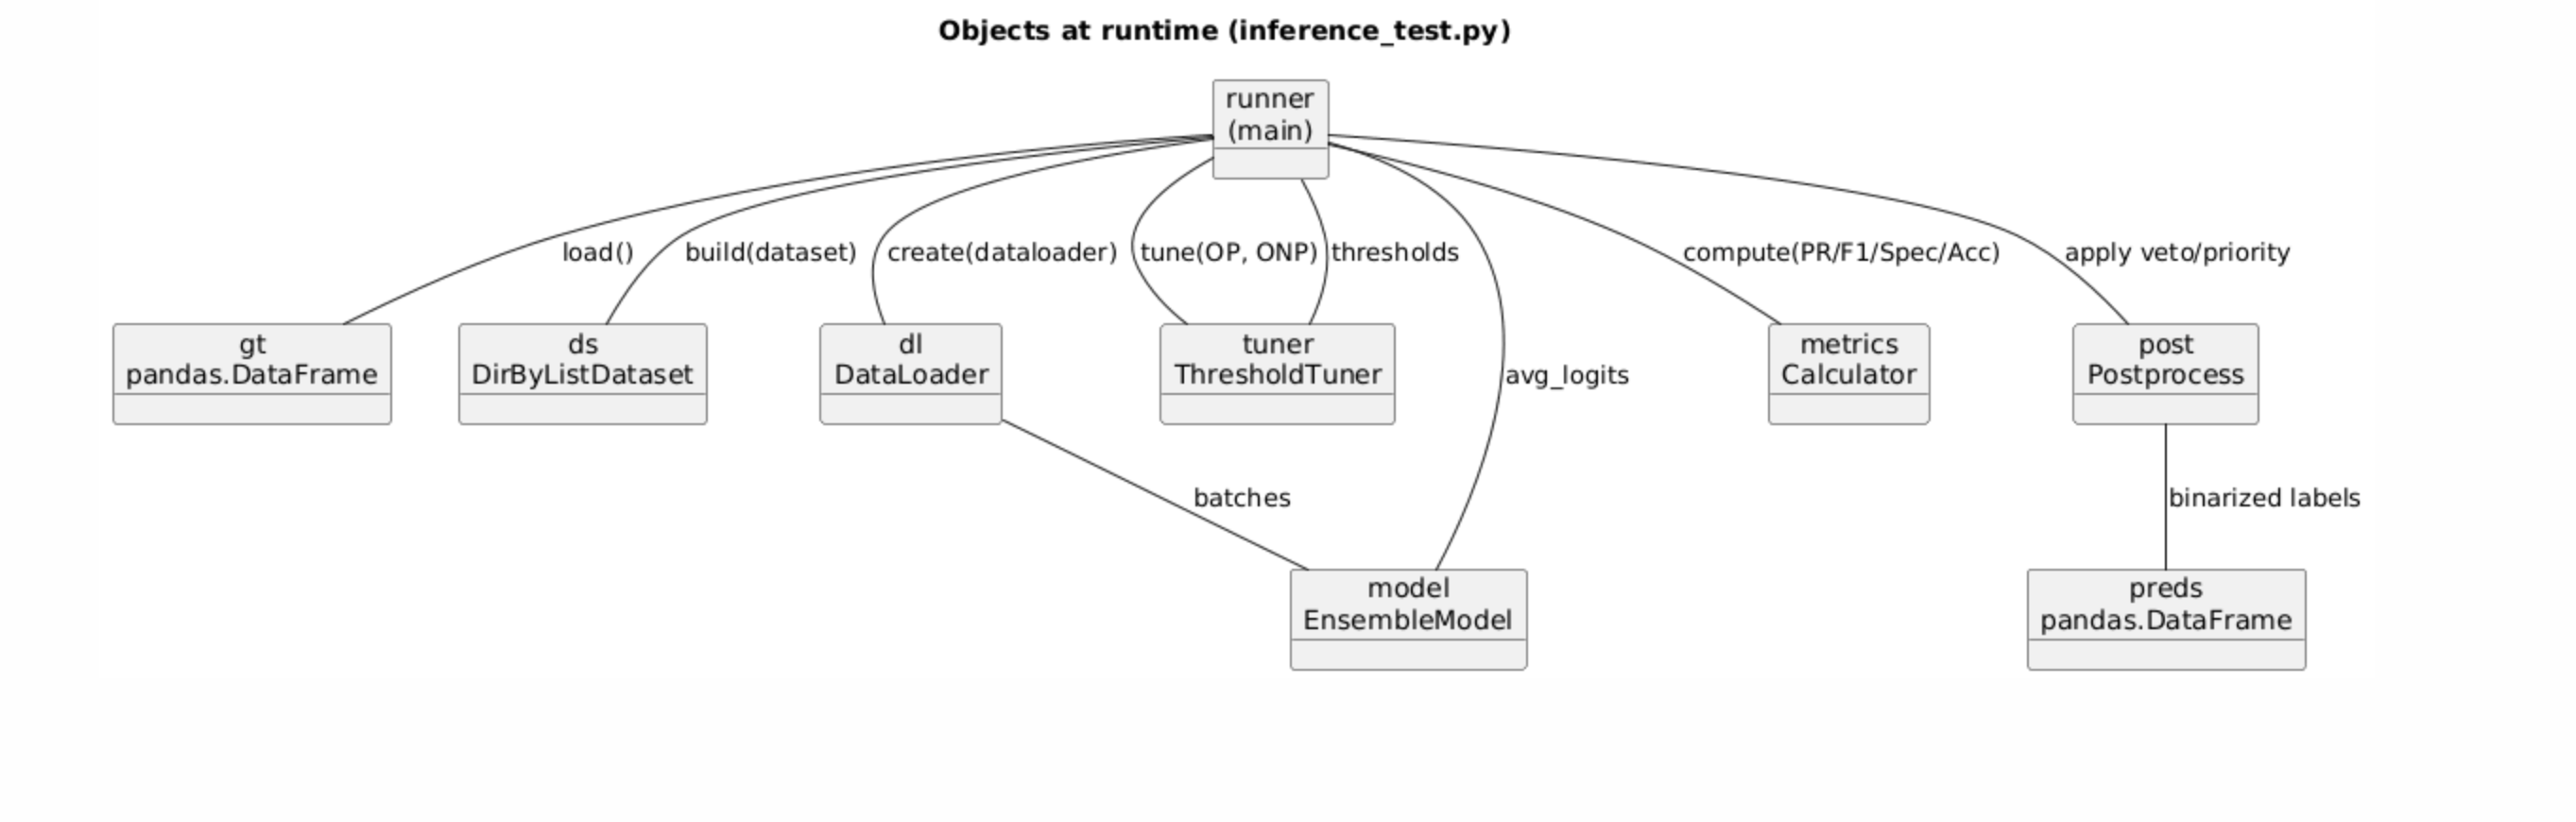 Objects at runtime (inference_test.py)
runner
(main)
load()
build(dataset)
create(dataloader)
tune(OP, ONP)
thresholds
compute(PR/F1/Spec/Acc)
apply veto/priority
gt
pandas.DataFrame
ds
DirByListDataset
dl
DataLoader
tuner
ThresholdTuner
avg_logits
metrics
Calculator
post
Postprocess
batches
binarized labels
model
EnsembleModel
preds
pandas.DataFrame